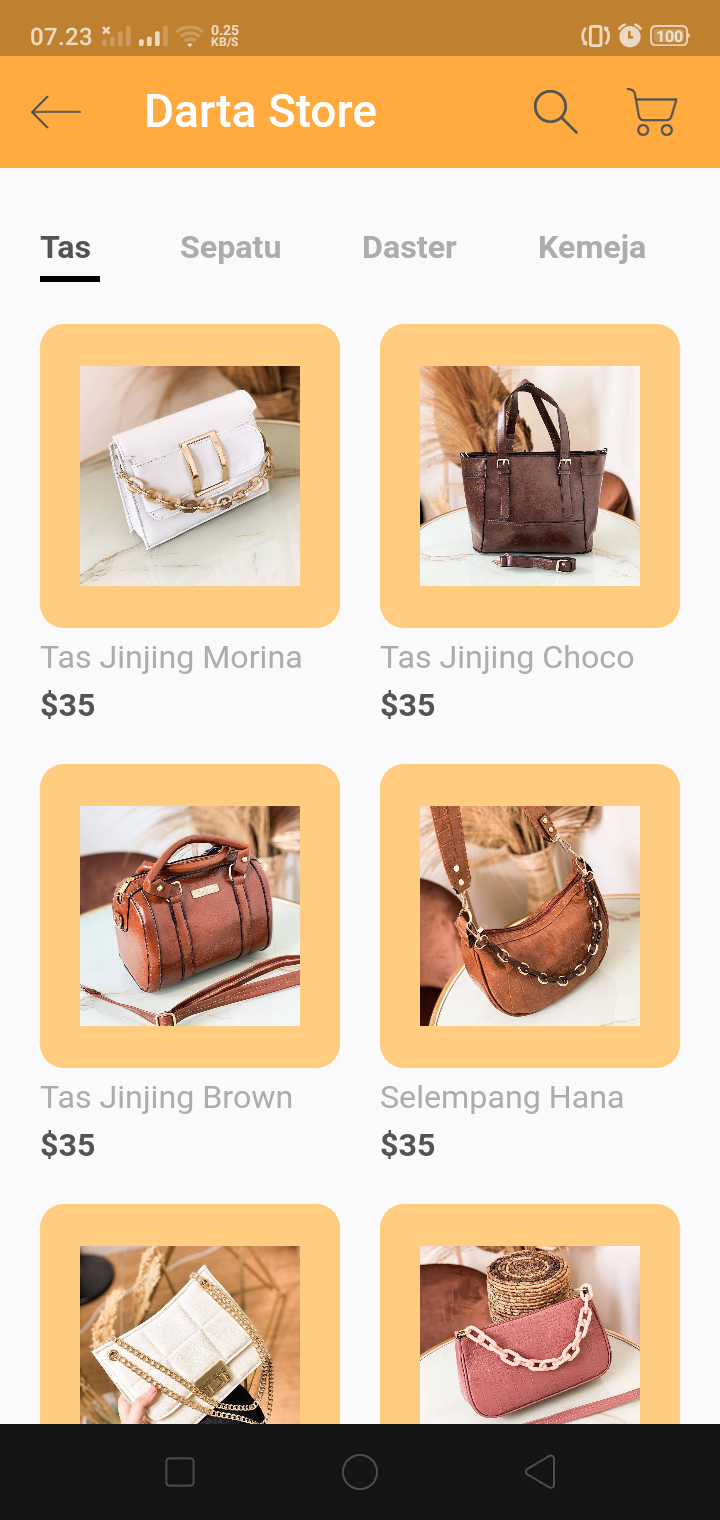 07.23 0.25 KB/S 100
Darta Store
Tas Sepatu Daster Kemeja
Tas Jinjing Morina Tas Jinjing Choco
$35 $35
Tas Jinjing Brown Selempang Hana
$35 $35